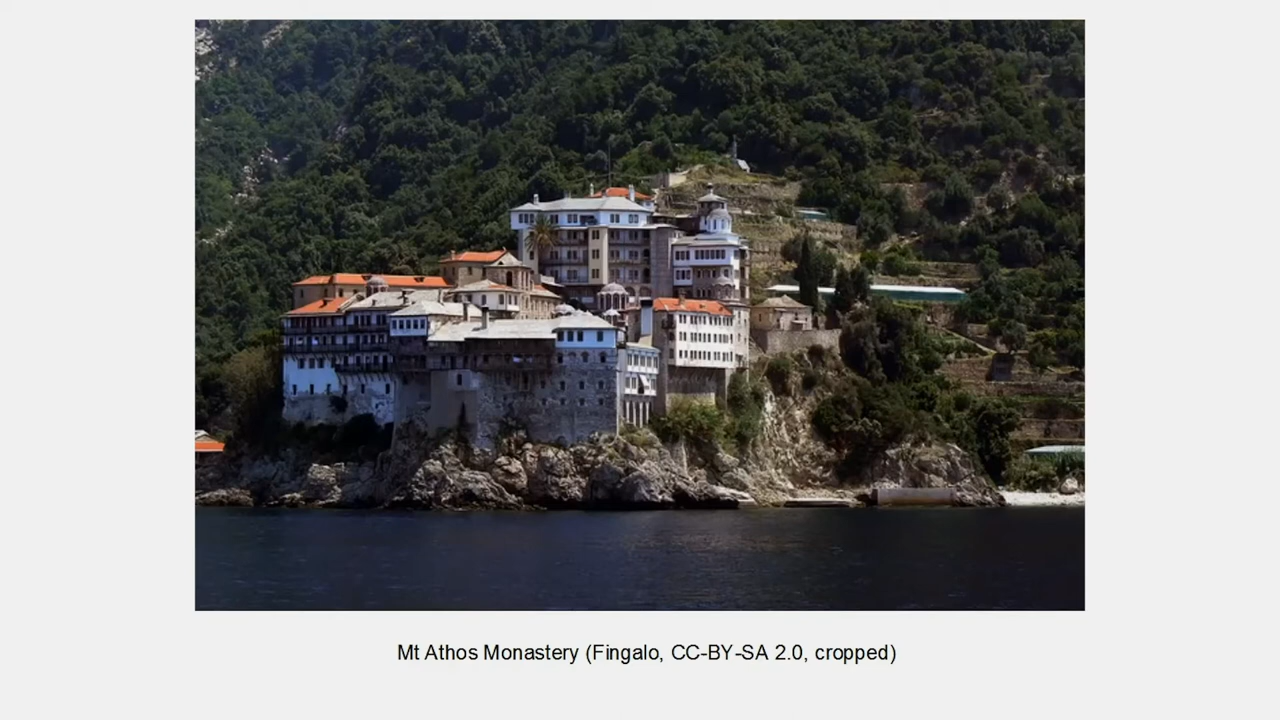 Mt Athos Monastery (Fingalo, CC-BY-SA 2.0, cropped)